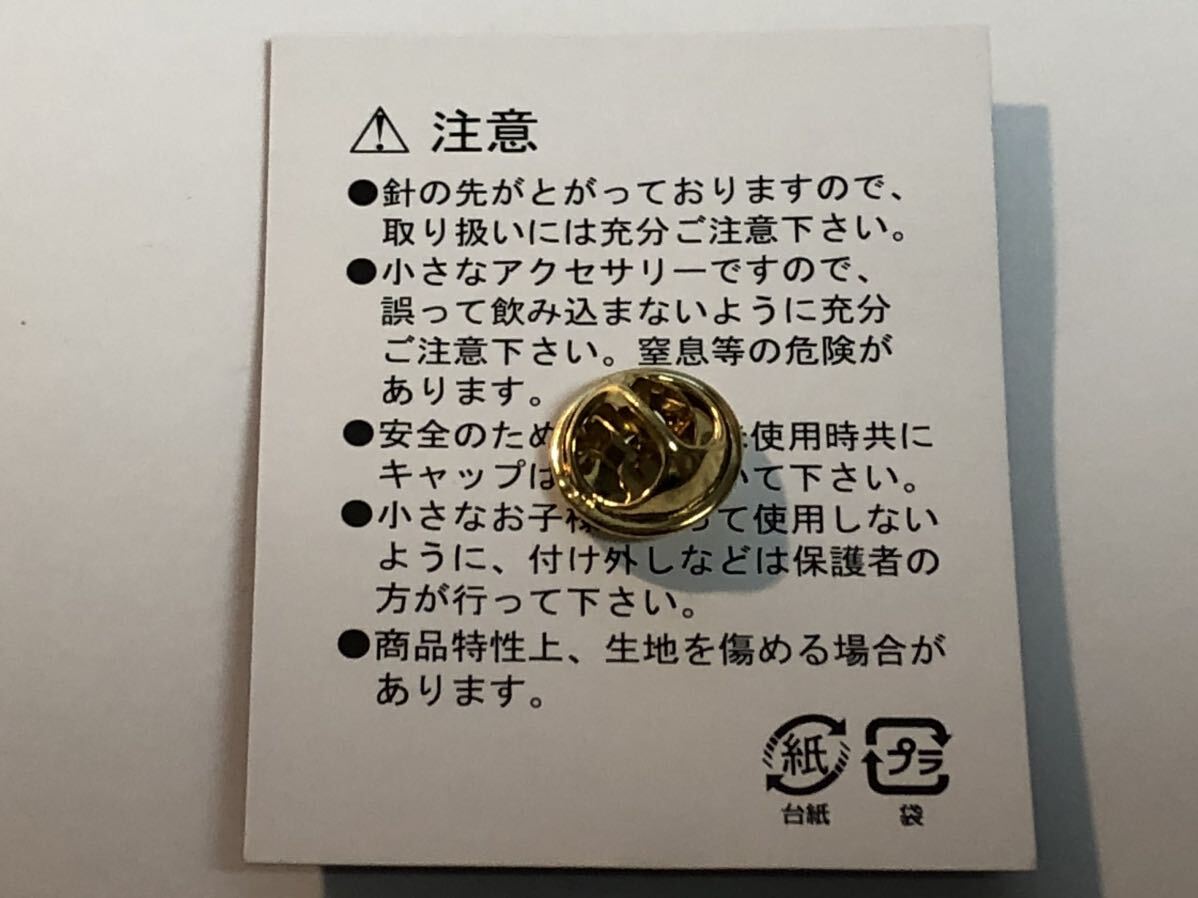 注意
●針の先がとがっておりますので、
取り扱いには充分ご注意下さい。
●小さなアクセサリーですので、
誤って飲み込まないように充分
ご注意下さい。窒息等の危険が
あります。
●安全のため 使用時共に
キャップは いて下さい。
●小さなお子様 って使用しない
ように、付け外しなどは保護者の
方が行って下さい。
●商品特性上、生地を傷める場合が
あります。
紙 プラ
台紙 袋